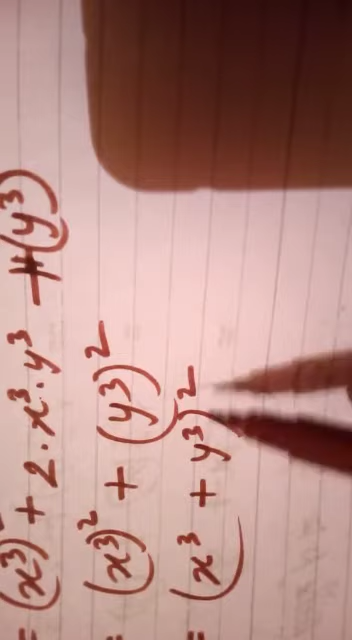 = (x³) + 2·x³·y³ + (y³)
= (x³)² + (y³)²
= (x³ + y³)²